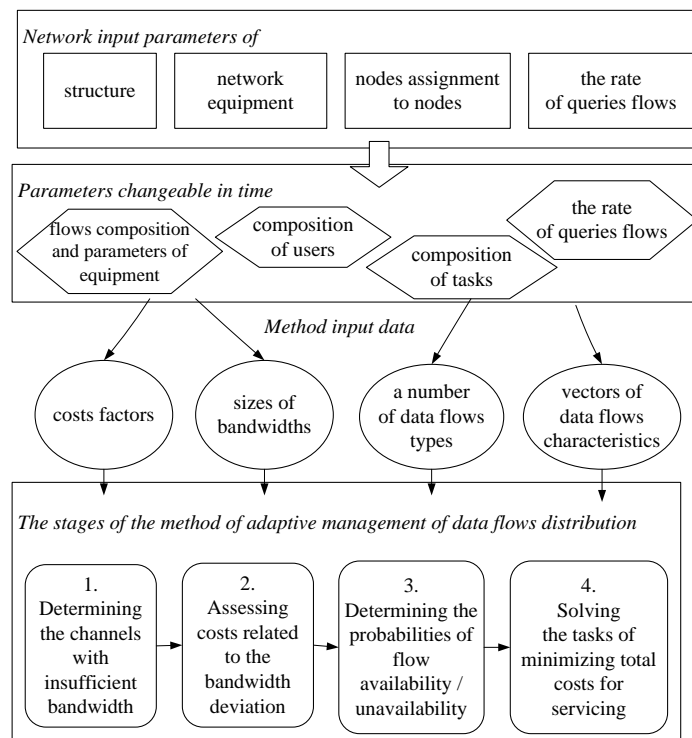 Network input parameters of
structure
network
equipment
nodes assignment
to nodes
the rate
of queries flows
Parameters changeable in time
flows composition
and parameters of
equipment
composition
of users
composition
of tasks
the rate
of queries flows
Method input data
costs factors
sizes of
bandwidths
a number
of data flows
types
vectors of
data flows
characteristics
The stages of the method of adaptive management of data flows distribution
1.
Determining
the channels
with
insufficient
bandwidth
2.
Assessing
costs related
to the
bandwidth
deviation
3.
Determining the
probabilities of
flow
availability /
unavailability
4.
Solving
the tasks of
minimizing total
costs for
servicing